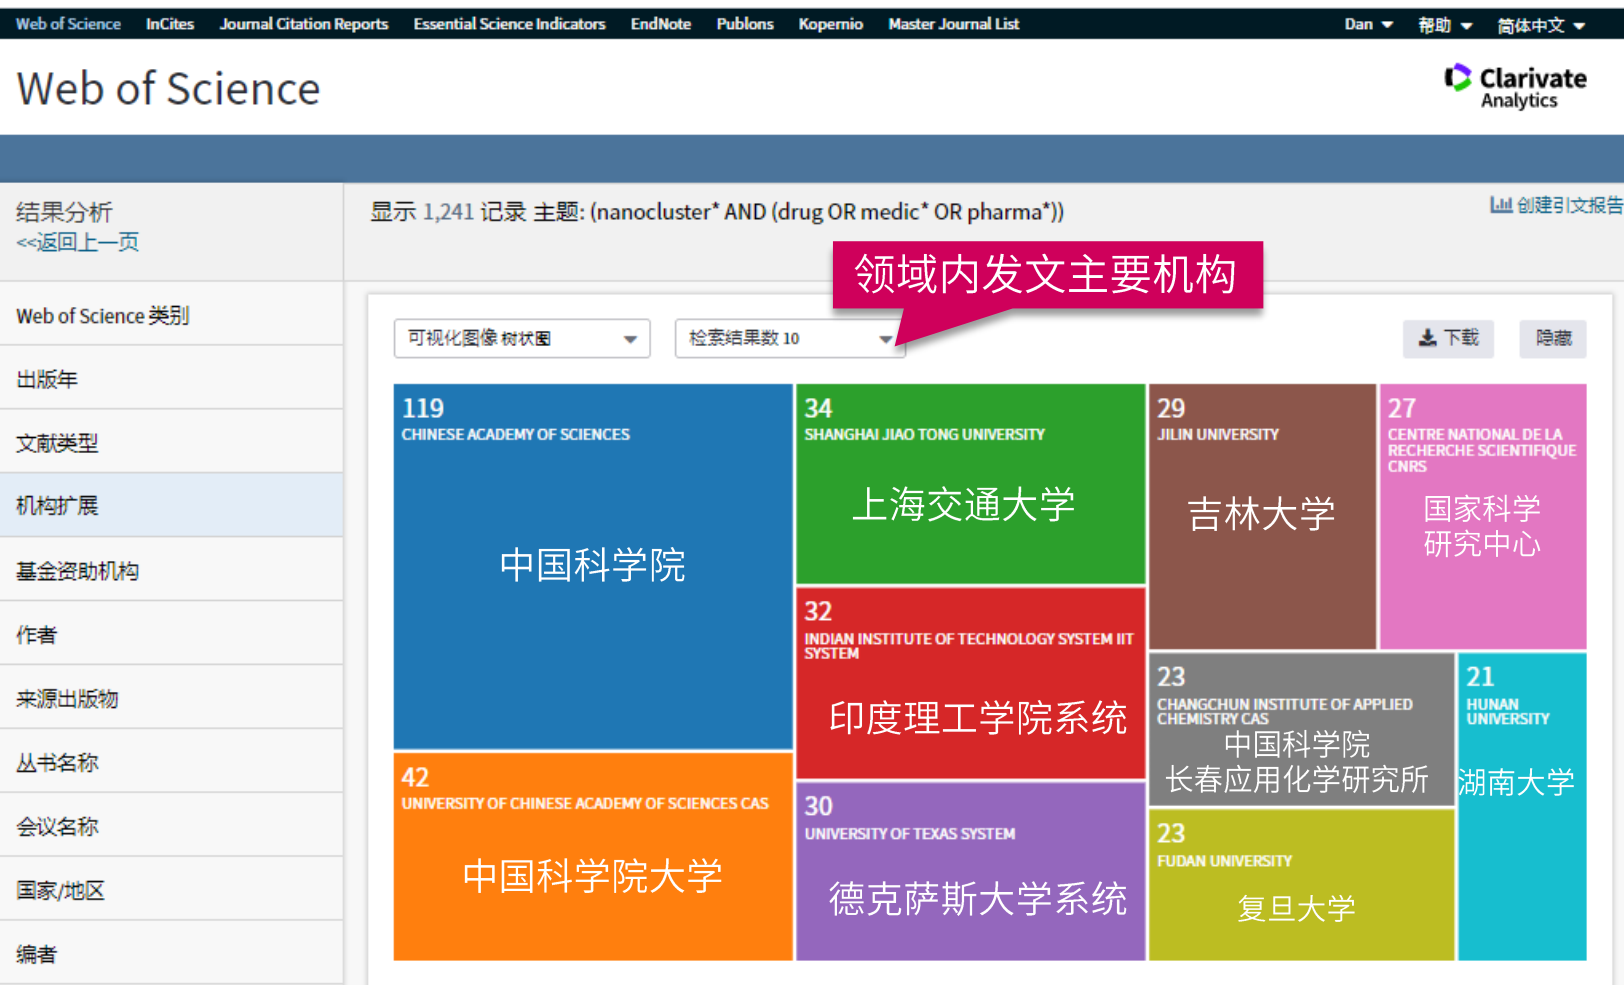 Web of Science InCites Journal Citation Reports Essential Science Indicators EndNote Publons Kopernio Master Journal List Dan 帮助 简体中文
Web of Science
Clarivate
Analytics
结果分析
<<返回上一页
显示 1,241 记录 主题: (nanocluster* AND (drug OR medic* OR pharma*))
创建引文报告
领域内发文主要机构
Web of Science 类别
出版年
文献类型
机构扩展
基金资助机构
作者
来源出版物
丛书名称
会议名称
国家/地区
编者
可视化图像 树状图
检索结果数 10
下载
隐藏
119
CHINESE ACADEMY OF SCIENCES
中国科学院
42
UNIVERSITY OF CHINESE ACADEMY OF SCIENCES CAS
中国科学院大学
34
SHANGHAI JIAO TONG UNIVERSITY
上海交通大学
32
INDIAN INSTITUTE OF TECHNOLOGY SYSTEM IIT
SYSTEM
印度理工学院系统
30
UNIVERSITY OF TEXAS SYSTEM
德克萨斯大学系统
29
JILIN UNIVERSITY
吉林大学
27
CENTRE NATIONAL DE LA
RECHERCHE SCIENTIFIQUE
CNRS
国家科学
研究中心
23
CHANGCHUN INSTITUTE OF APPLIED
CHEMISTRY CAS
中国科学院
长春应用化学研究所
23
FUDAN UNIVERSITY
复旦大学
21
HUNAN
UNIVERSITY
湖南大学